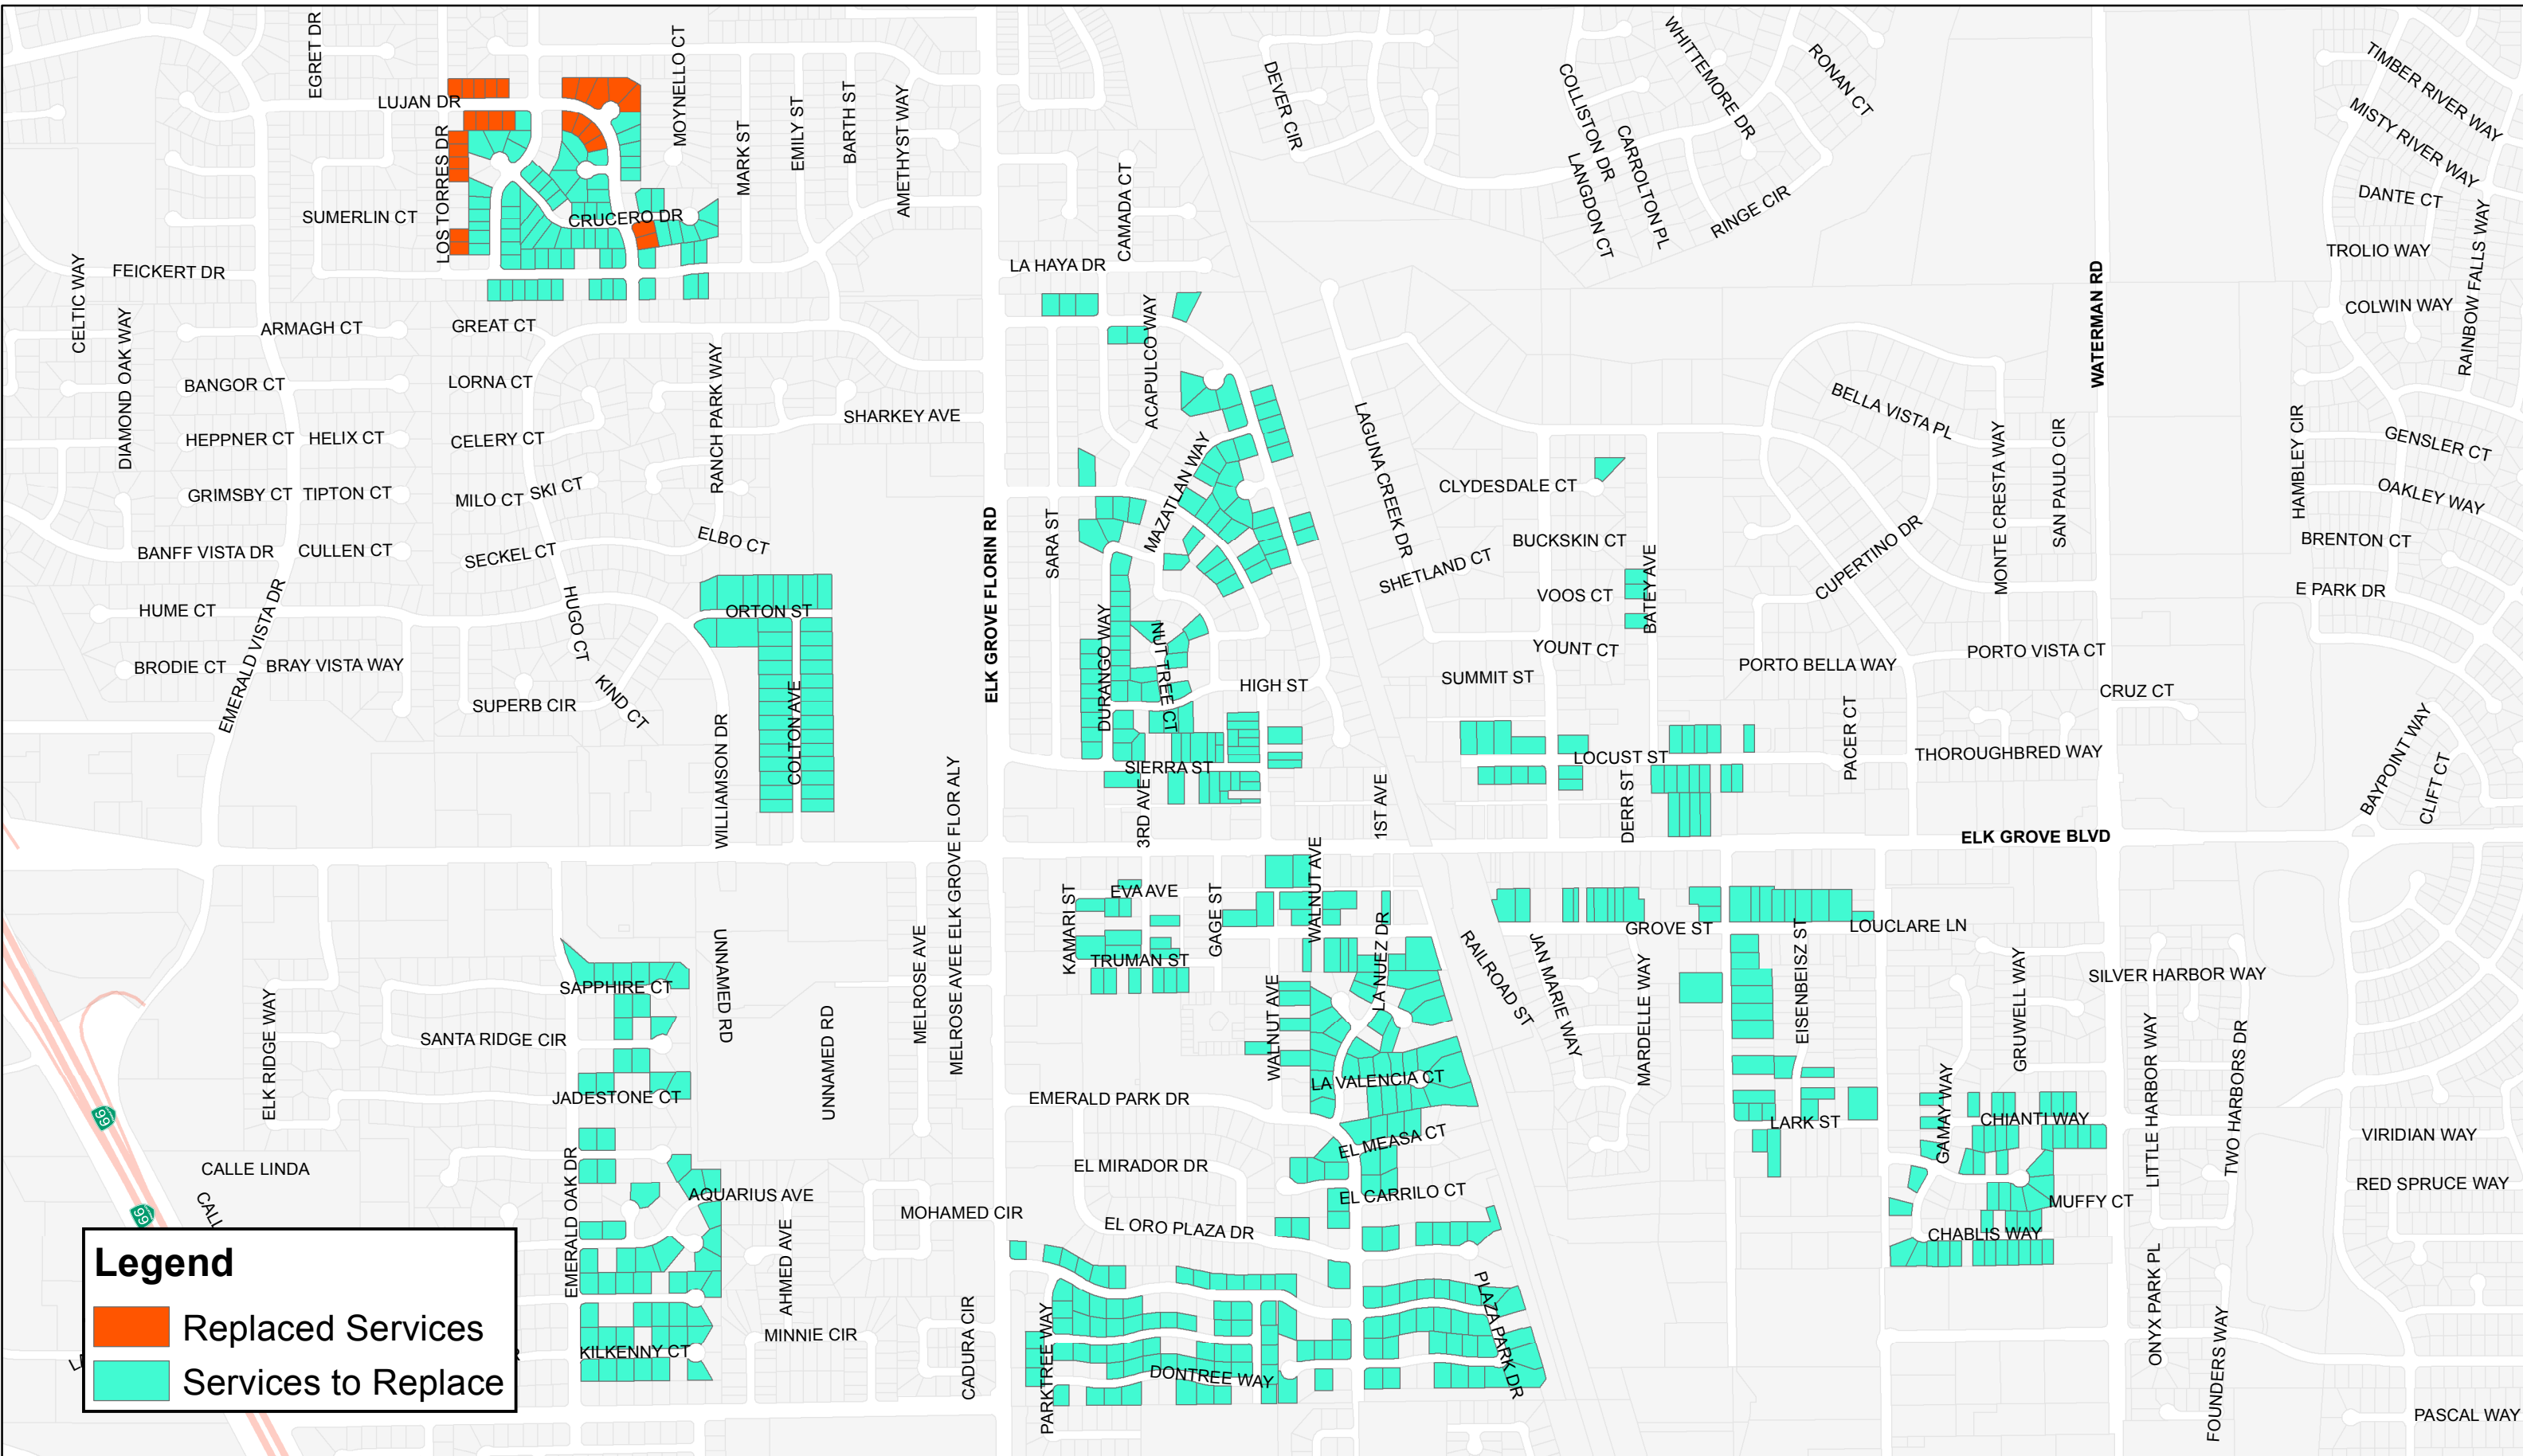 EGRET DR
LUJAN DR
MOYNELLO CT
MARK ST
EMILY ST
BARTH ST
AMETHYST WAY
DEVER CIR
COLLISTON DR
WHITTEMORE DR
RONAN CT
CARROLTON PL
LANGDON CT
RINGE CIR
TIMBER RIVER WAY
MISTY RIVER WAY
DANTE CT
TROLIO WAY
COLWIN WAY
RAINBOW FALLS WAY
SUMERLIN CT
LOS TORRES DR
CRUCERO DR
CAMADA CT
LA HAYA DR
WATERMAN RD
CELTIC WAY
FEICKERT DR
DIAMOND OAK WAY
ARMAGH CT
GREAT CT
BANGOR CT
LORNA CT
HEPPNER CT
HELIX CT
CELERY CT
RANCH PARK WAY
SHARKEY AVE
ACAPULCO WAY
MAZATLAN WAY
LAGUNA CREEK DR
BELLA VISTA PL
MONTE CRESTA WAY
SAN PAULO CIR
HAMBLEY CIR
GENSLER CT
OAKLEY WAY
GRIMSBY CT
TIPTON CT
MILO CT
SKI CT
CLYDESDALE CT
BUCKSKIN CT
BANFF VISTA DR
CULLEN CT
SECKEL CT
ELBO CT
ELK GROVE FLORIN RD
SARA ST
SHETLAND CT
VOOS CT
BATEY AVE
CUPERTINO DR
BRENTON CT
E PARK DR
HUME CT
EMERALD VISTA DR
HUGO CT
ORTON ST
DURANGO WAY
NUT TREE CT
YOUNT CT
PORTO BELLA WAY
PORTO VISTA CT
BRODIE CT
BRAY VISTA WAY
SUPERB CIR
KIND CT
WILLIAMSON DR
COLTON AVE
HIGH ST
SUMMIT ST
PACER CT
CRUZ CT
BAYPOINT WAY
CLIFT CT
SIERRA ST
3RD AVE
1ST AVE
LOCUST ST
DERR ST
THOROUGHBRED WAY
ELK GROVE BLVD
MELROSE AVEE ELK GROVE FLOR ALY
EVA AVE
KAMARI ST
GAGE ST
WALNUT AVE
LA NUEZ DR
TRUMAN ST
RAILROAD ST
JAN MARIE WAY
GROVE ST
MARDELLE WAY
EISENBEISZ ST
LOUCLARE LN
GRUWELL WAY
SILVER HARBOR WAY
UNNAMED RD
MELROSE AVE
SAPPHIRE CT
SANTA RIDGE CIR
ELK RIDGE WAY
JADESTONE CT
UNNAMED RD
WALNUT AVE
LA VALENCIA CT
EMERALD PARK DR
EL MEASA CT
LARK ST
GAMAY WAY
CHIANTI WAY
LITTLE HARBOR WAY
TWO HARBORS DR
VIRIDIAN WAY
99
99
CALLE LINDA
CALL
EMERALD OAK DR
AQUARIUS AVE
AHMED AVE
MOHAMED CIR
EL MIRADOR DR
EL CARRILO CT
EL ORO PLAZA DR
MUFFY CT
CHABLIS WAY
RED SPRUCE WAY
ONYX PARK PL
FOUNDERS WAY
PLAZA PARK DR
MINNIE CIR
KILKENNY CT
CADURA CIR
PARKTREE WAY
DONTREE WAY
PASCAL WAY
Legend
Replaced Services
Services to Replace